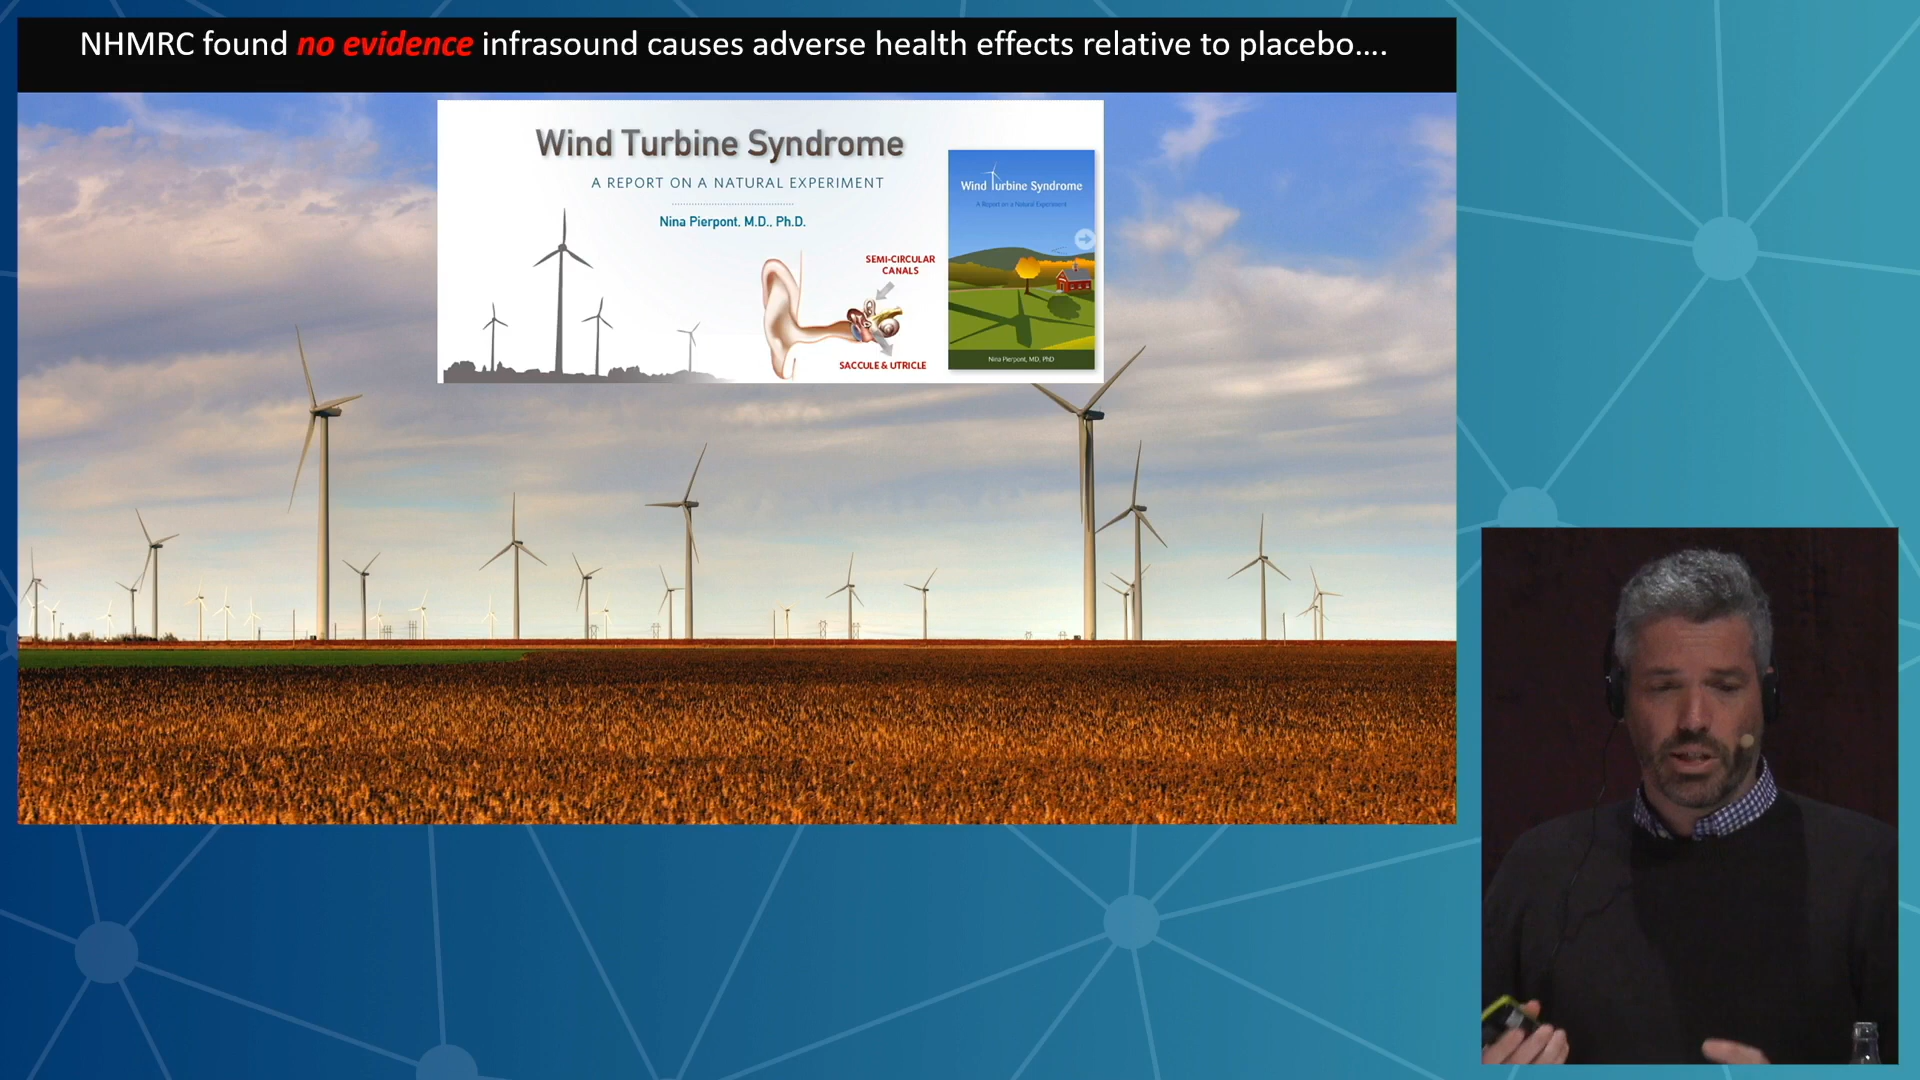 NHMRC found no evidence infrasound causes adverse health effects relative to placebo....
Wind Turbine Syndrome
A REPORT ON A NATURAL EXPERIMENT
Nina Pierpont, M.D., Ph.D.
SEMI-CIRCULAR
CANALS
SACCULE & UTRICLE
Wind Turbine Syndrome
A Report on a Natural Experiment
Nina Pierpont, MD, PhD